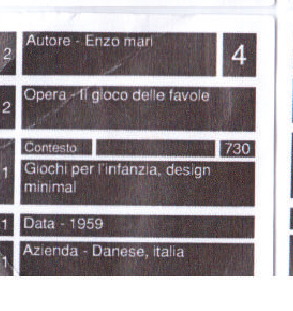 2 Autore - Enzo mari 4
2 Opera - Il gioco delle favole
Contesto 730
1 Giochi per l'infanzia, design
minimal
1 Data - 1959
1 Azienda - Danese, italia